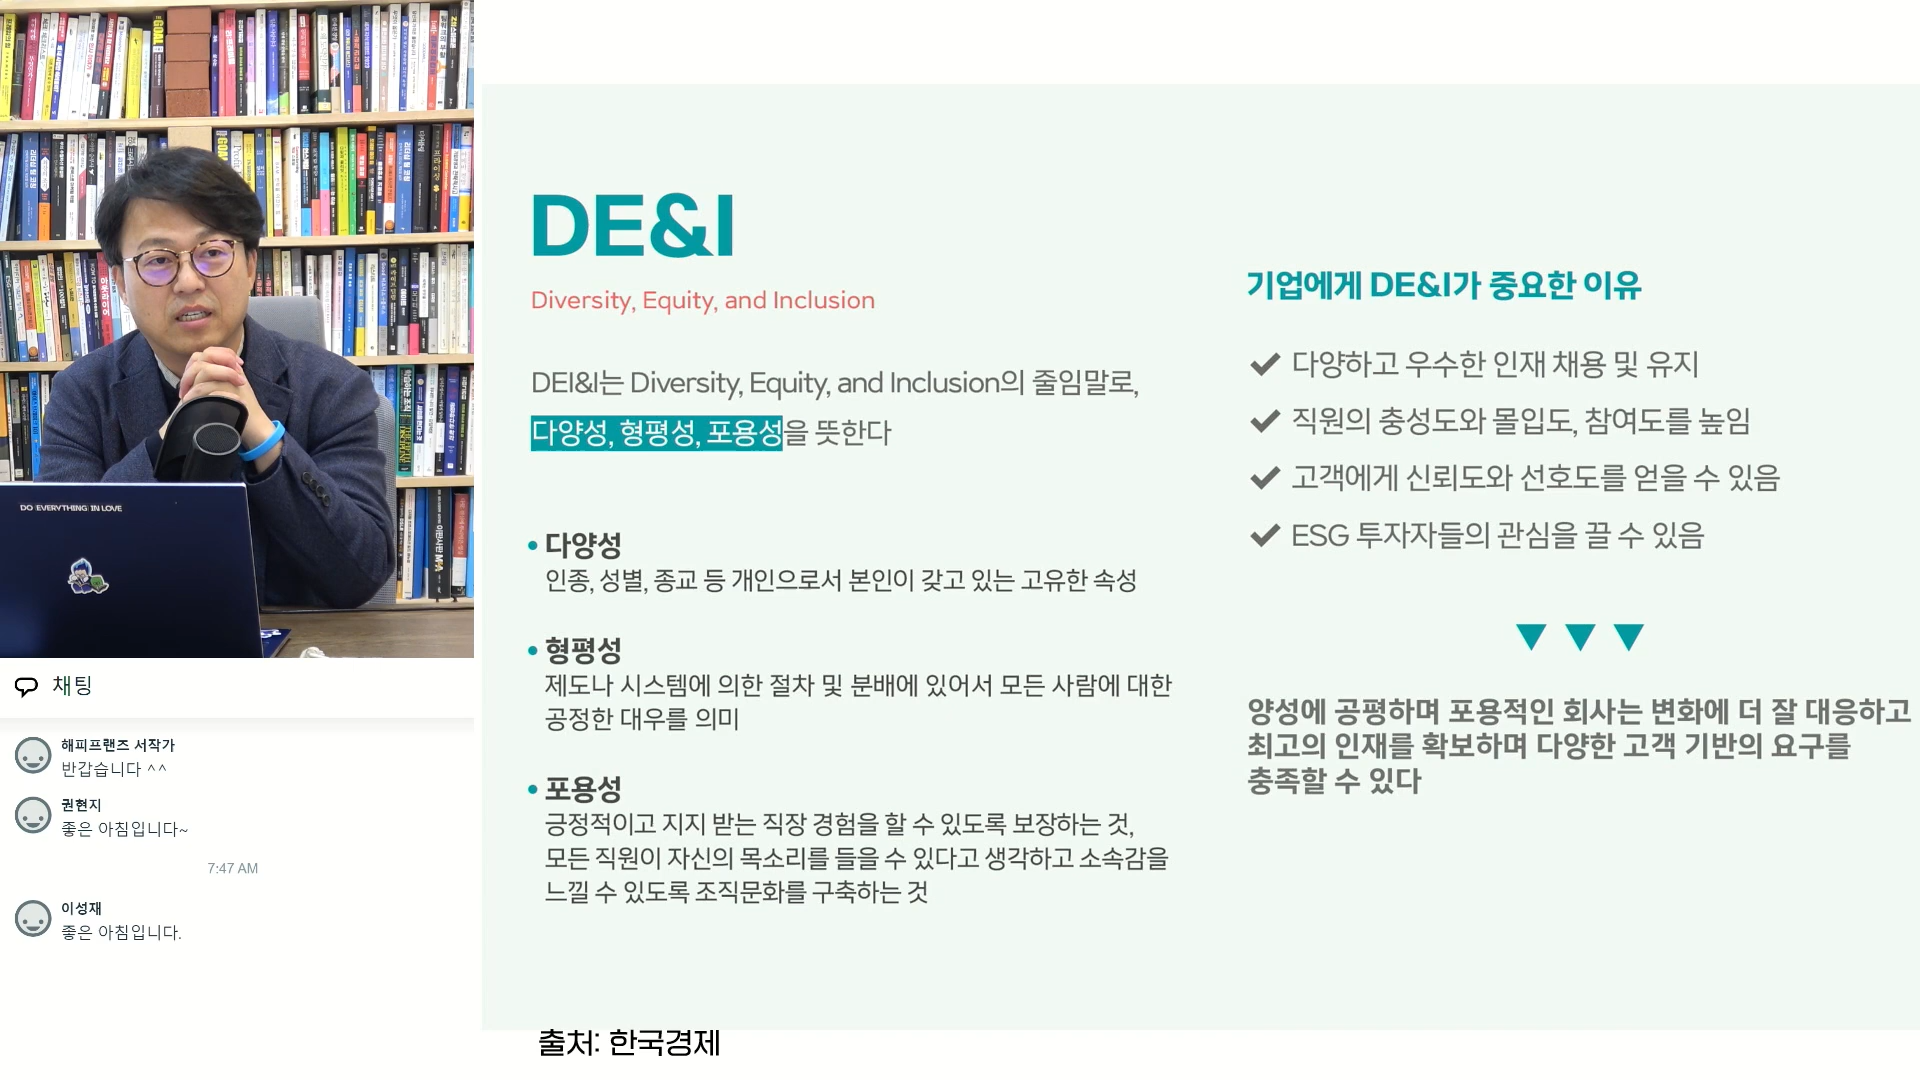 DO EVERYTHING IN LOVE
채팅
해피프랜즈 서작가
반갑습니다 ^^
권현지
좋은 아침입니다~
7:47 AM
이성재
좋은 아침입니다.
DE&I
Diversity, Equity, and Inclusion
DEI&I는 Diversity, Equity, and Inclusion의 줄임말로,
다양성, 형평성, 포용성을 뜻한다
• 다양성
인종, 성별, 종교 등 개인으로서 본인이 갖고 있는 고유한 속성
• 형평성
제도나 시스템에 의한 절차 및 분배에 있어서 모든 사람에 대한
공정한 대우를 의미
• 포용성
긍정적이고 지지 받는 직장 경험을 할 수 있도록 보장하는 것,
모든 직원이 자신의 목소리를 들을 수 있다고 생각하고 소속감을
느낄 수 있도록 조직문화를 구축하는 것
기업에게 DE&I가 중요한 이유
✔ 다양하고 우수한 인재 채용 및 유지
✔ 직원의 충성도와 몰입도, 참여도를 높임
✔ 고객에게 신뢰도와 선호도를 얻을 수 있음
✔ ESG 투자자들의 관심을 끌 수 있음
▼ ▼ ▼
양성에 공평하며 포용적인 회사는 변화에 더 잘 대응하고
최고의 인재를 확보하며 다양한 고객 기반의 요구를
충족할 수 있다
출처: 한국경제